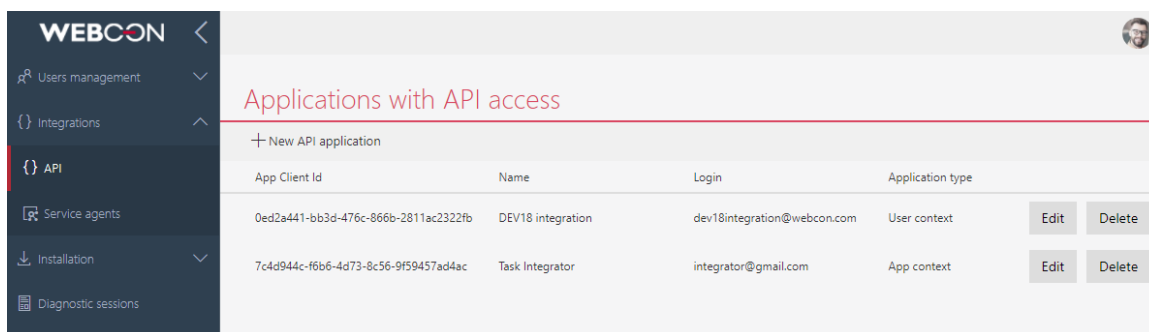 WEBCON
Users management
{ } Integrations
{ } API
Service agents
Installation
Diagnostic sessions
Applications with API access
+ New API application
App Client Id Name Login Application type
0ed2a441-bb3d-476c-866b-2811ac2322fb DEV18 integration dev18integration@webcon.com User context Edit Delete
7c4d944c-f6b6-4d73-8c56-9f59457ad4ac Task Integrator integrator@gmail.com App context Edit Delete